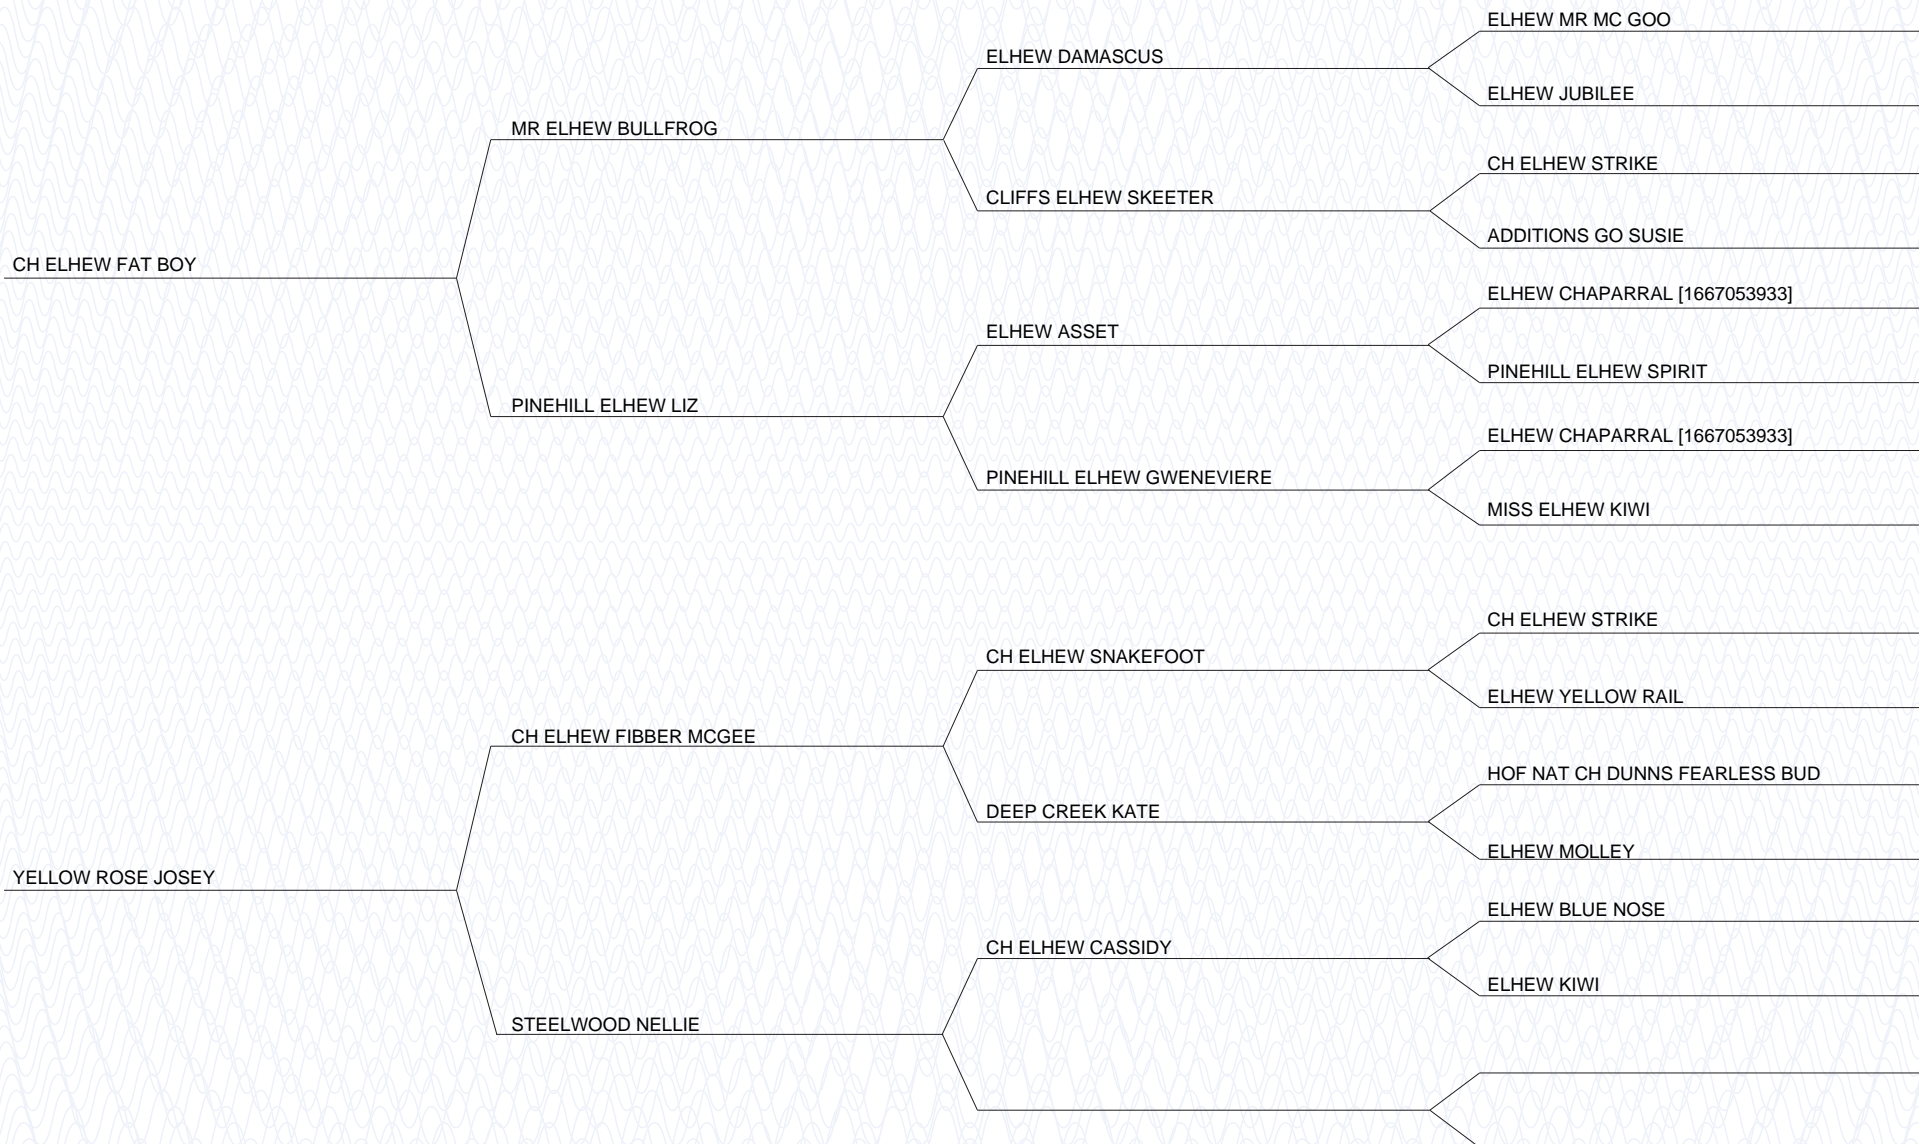 ELHEW MR MC GOO
ELHEW DAMASCUS
ELHEW JUBILEE
MR ELHEW BULLFROG
CH ELHEW STRIKE
CLIFFS ELHEW SKEETER
ADDITIONS GO SUSIE
CH ELHEW FAT BOY
ELHEW CHAPARRAL [1667053933]
ELHEW ASSET
PINEHILL ELHEW SPIRIT
PINEHILL ELHEW LIZ
ELHEW CHAPARRAL [1667053933]
PINEHILL ELHEW GWENEVIERE
MISS ELHEW KIWI
CH ELHEW STRIKE
CH ELHEW SNAKEFOOT
ELHEW YELLOW RAIL
CH ELHEW FIBBER MCGEE
HOF NAT CH DUNNS FEARLESS BUD
DEEP CREEK KATE
ELHEW MOLLEY
YELLOW ROSE JOSEY
ELHEW BLUE NOSE
CH ELHEW CASSIDY
ELHEW KIWI
STEELWOOD NELLIE